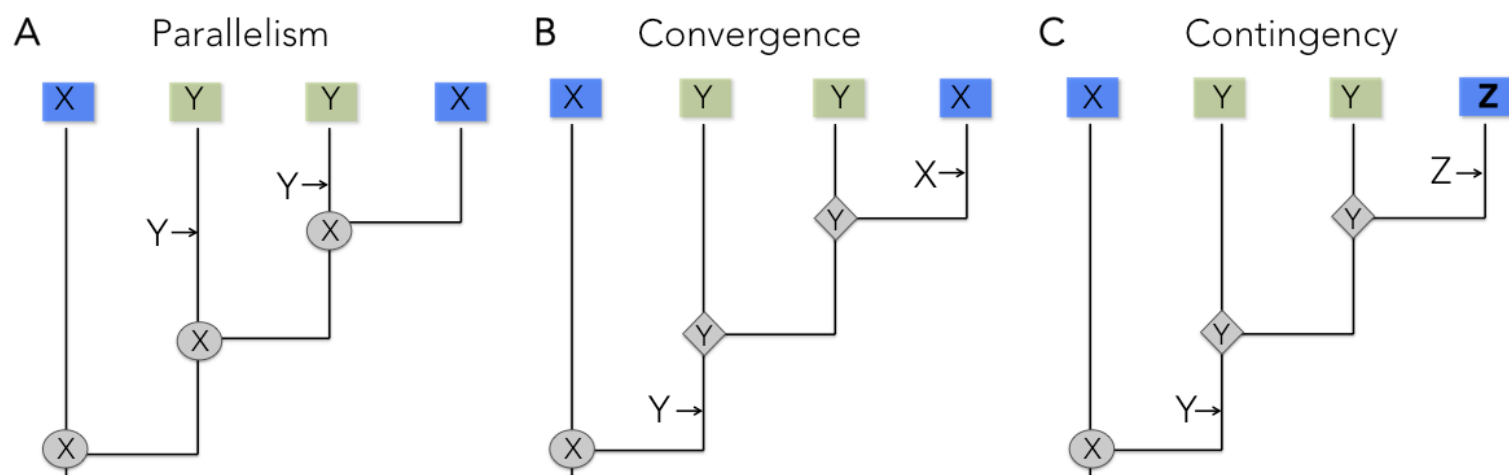 A Parallelism
X Y Y X
Y→
Y→
X
X
X
B Convergence
X Y Y X
X→
Y
Y
Y→
X
C Contingency
X Y Y Z
Z→
Y
Y
Y→
X